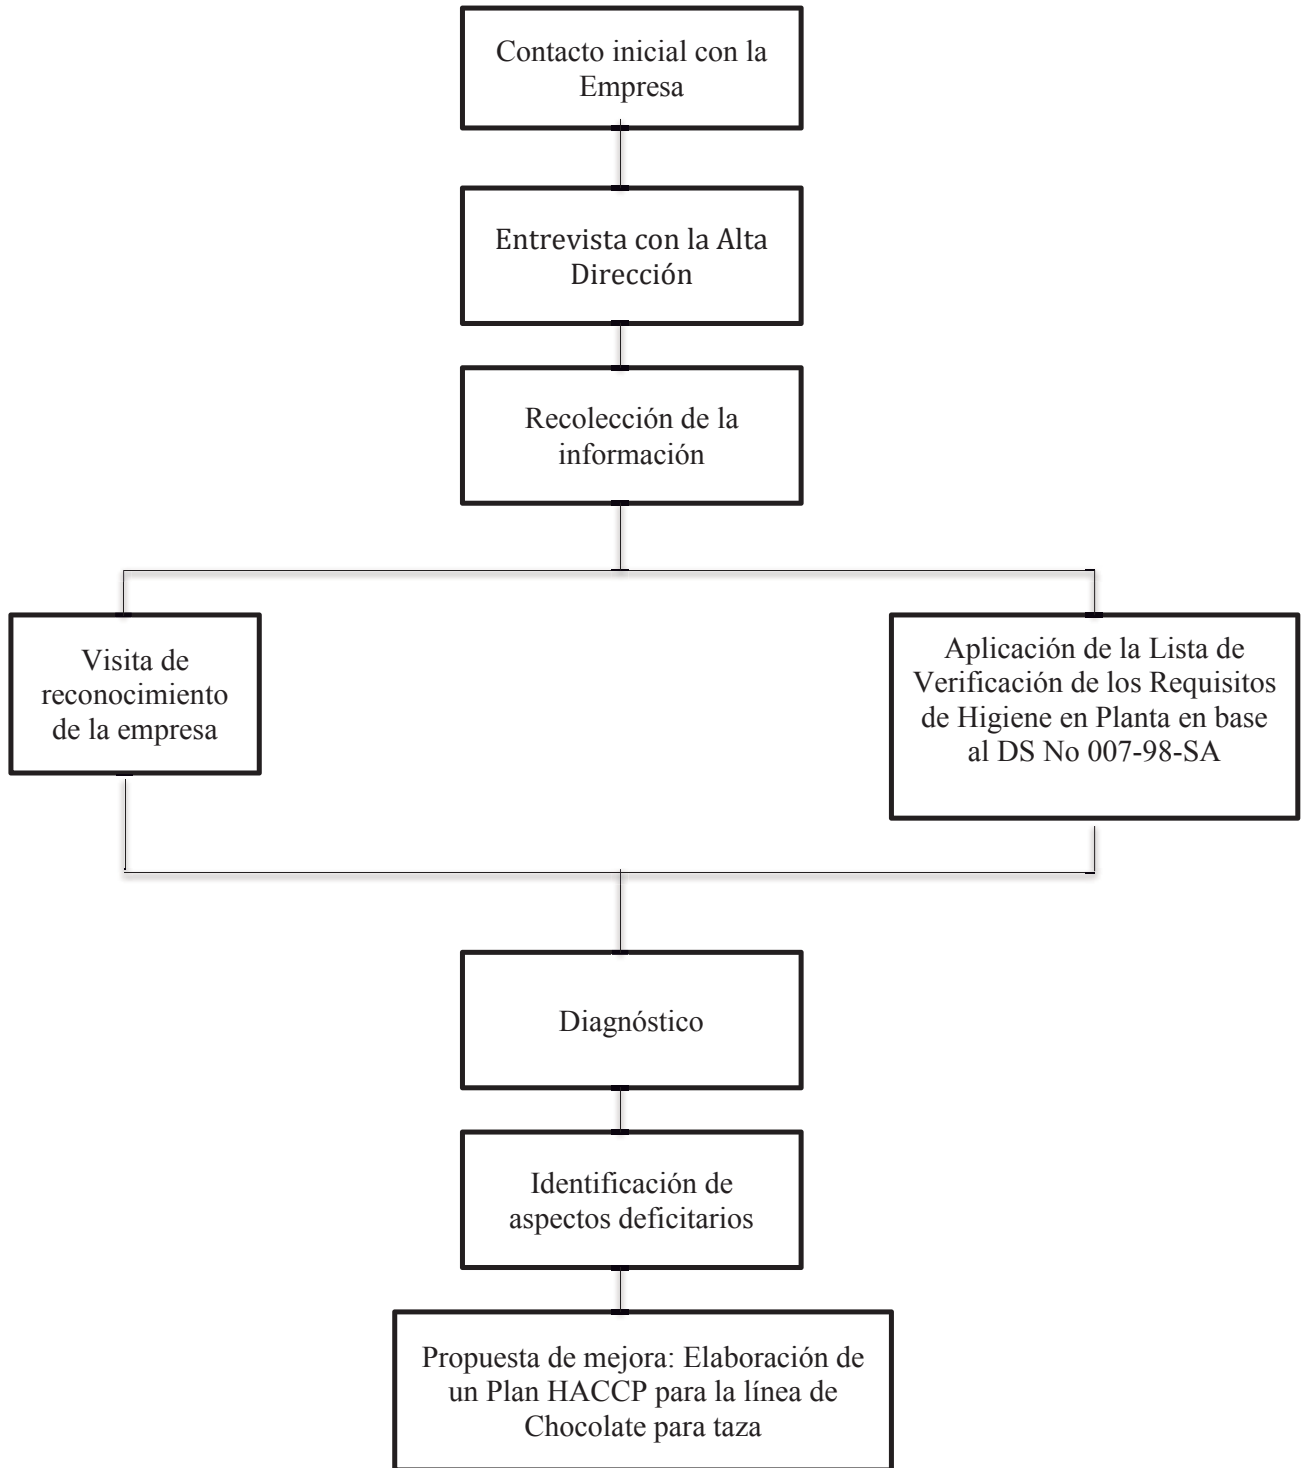 Contacto inicial con la
Empresa
Entrevista con la Alta
Dirección
Recolección de la
información
Visita de
reconocimiento
de la empresa
Aplicación de la Lista de
Verificación de los Requisitos
de Higiene en Planta en base
al DS No 007-98-SA
Diagnóstico
Identificación de
aspectos deficitarios
Propuesta de mejora: Elaboración de
un Plan HACCP para la línea de
Chocolate para taza